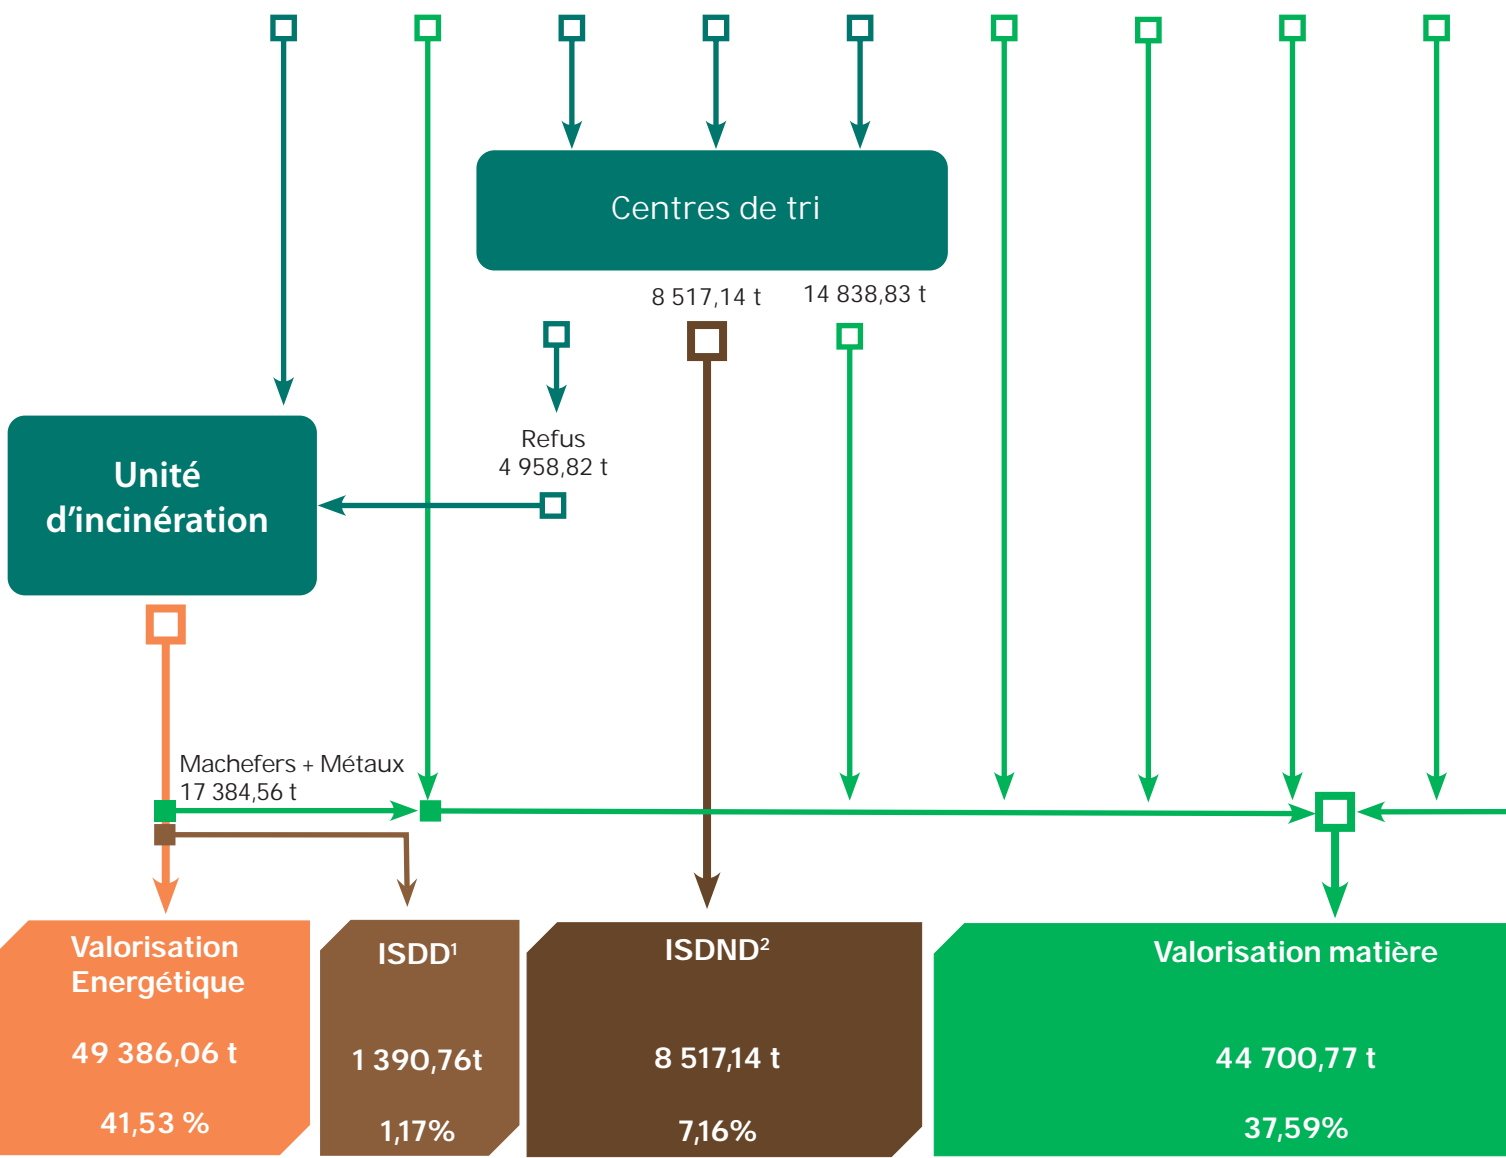 Centres de tri
8 517,14 t
14 838,83 t
Refus
4 958,82 t
Unité
d'incinération
Machefers + Métaux
17 384,56 t
Valorisation
Energétique
49 386,06 t
41,53 %
ISDD¹
1 390,76t
1,17%
ISDND²
8 517,14 t
7,16%
Valorisation matière
44 700,77 t
37,59%